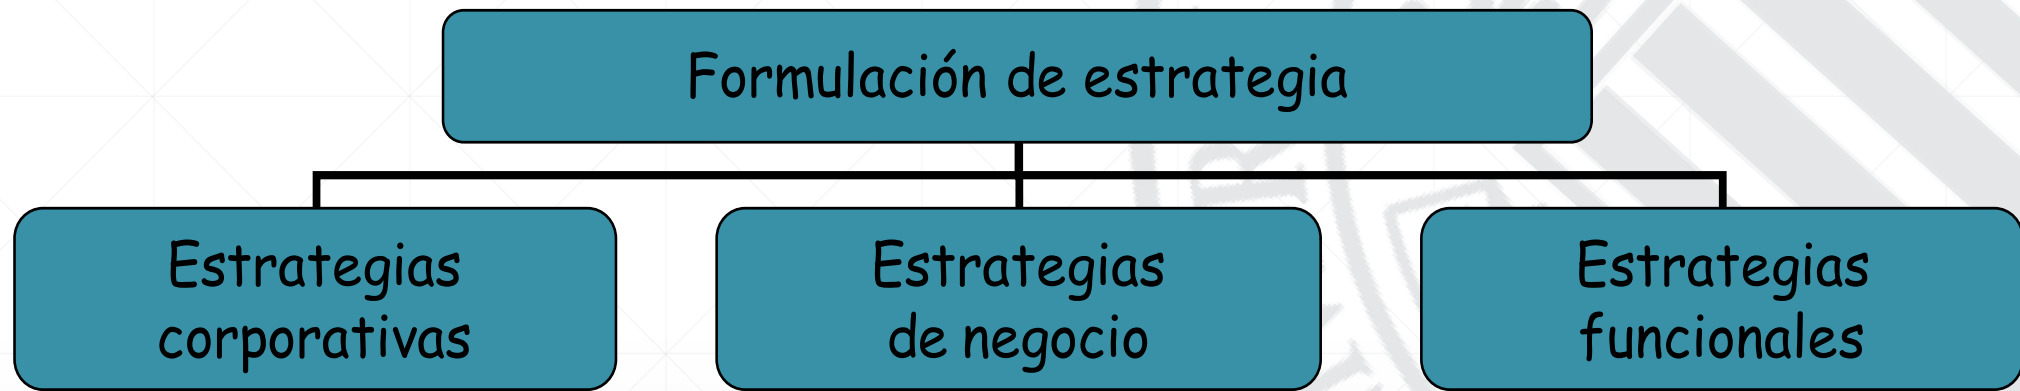 Formulación de estrategia
Estrategias
corporativas
Estrategias
de negocio
Estrategias
funcionales